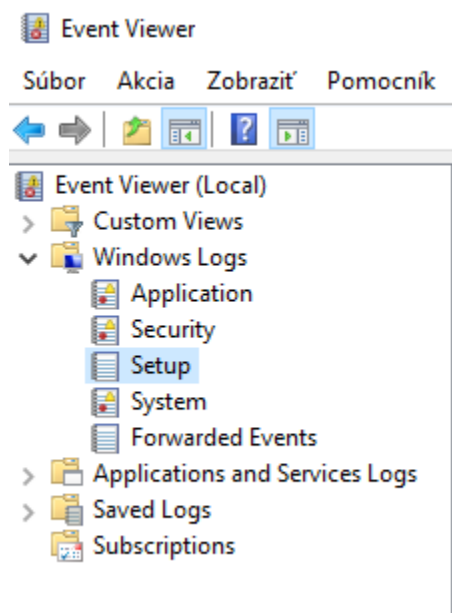 Event Viewer
Súbor Akcia Zobraziť Pomocník
Event Viewer (Local)
Custom Views
Windows Logs
Application
Security
Setup
System
Forwarded Events
Applications and Services Logs
Saved Logs
Subscriptions